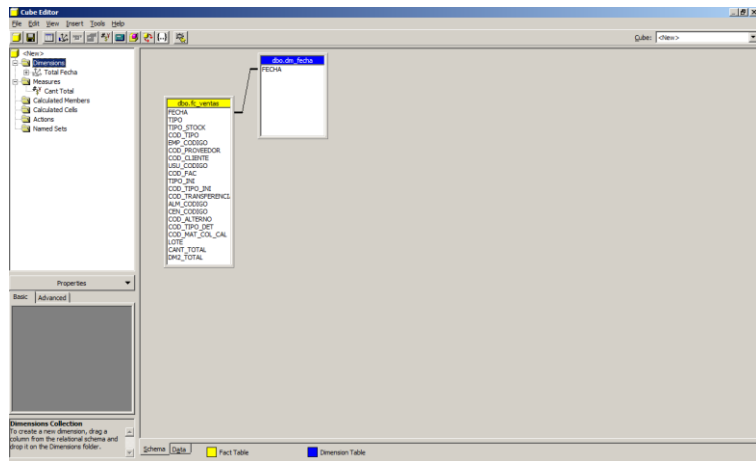 Cube Editor
File Edit View Insert Tools Help
Cube: <New>
<New>
Dimensions
Total Fecha
Measures
Cant Total
Calculated Members
Calculated Cells
Actions
Named Sets
dbo.dm_fecha
FECHA
dbo.fc_ventas
FECHA
TIPO
TIPO_STOCK
COD_TIPO
EMP_CODIGO
COD_PROVEEDOR
COD_CLIENTE
USU_CODIGO
COD_FAC
TIPO_INI
COD_TIPO_INI
COD_TRANSFERENCI
ALM_CODIGO
CEN_CODIGO
COD_ALTERNO
COD_TIPO_DET
COD_MAT_COL_CAL
LOTE
CANT_TOTAL
DM2_TOTAL
Properties
Basic Advanced
Dimensions Collection
To create a new dimension, drag a
column from the relational schema and
drop it on the Dimensions folder.
Schema Data Fact Table Dimension Table